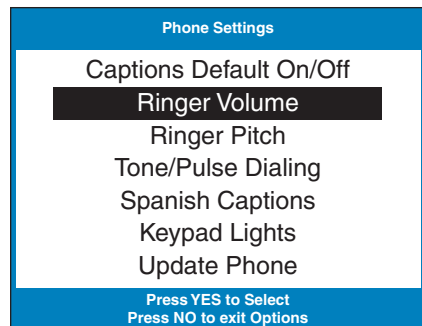 Phone Settings
Captions Default On/Off
Ringer Volume
Ringer Pitch
Tone/Pulse Dialing
Spanish Captions
Keypad Lights
Update Phone
Press YES to Select
Press NO to exit Options